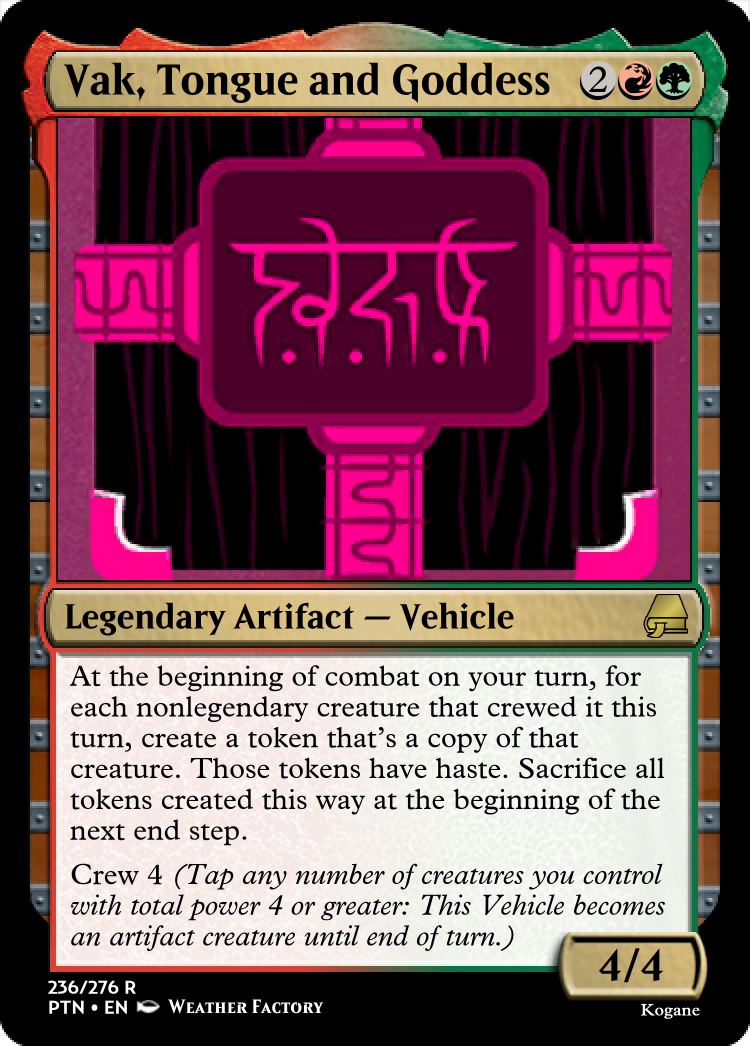 Vak, Tongue and Goddess 2
Legendary Artifact — Vehicle
At the beginning of combat on your turn, for
each nonlegendary creature that crewed it this
turn, create a token that's a copy of that
creature. Those tokens have haste. Sacrifice all
tokens created this way at the beginning of the
next end step.
Crew 4 (Tap any number of creatures you control
with total power 4 or greater: This Vehicle becomes
an artifact creature until end of turn.)
4/4
236/276 R
PTN • EN Weather Factory
Kogane